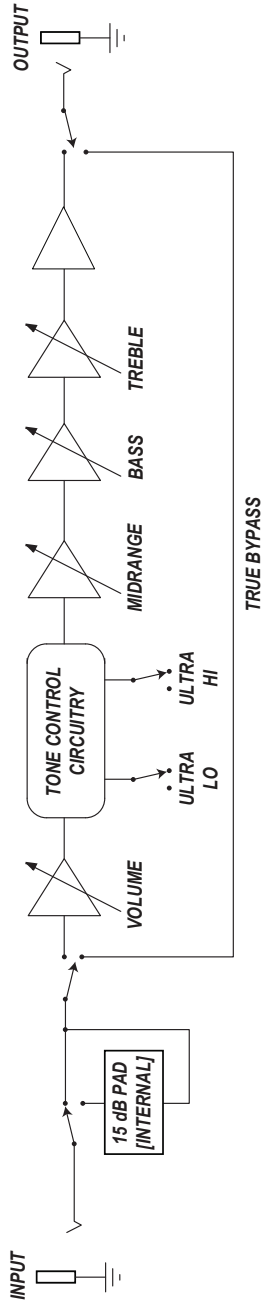 INPUT
15 dB PAD
[INTERNAL]
VOLUME
TONE CONTROL
CIRCUITRY
ULTRA
LO
ULTRA
HI
MIDRANGE
BASS
TREBLE
TRUE BYPASS
OUTPUT